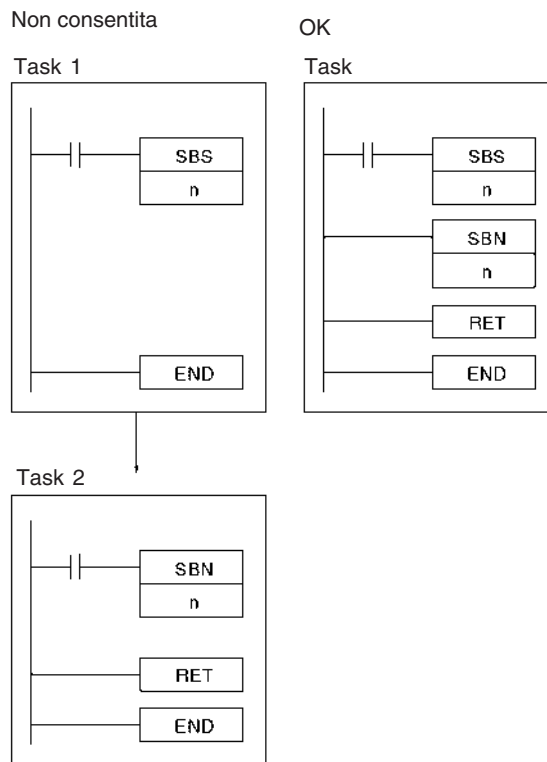 Non consentita
Task 1
SBS
n
END
Task 2
SBN
n
RET
END
OK
Task
SBS
n
SBN
n
RET
END